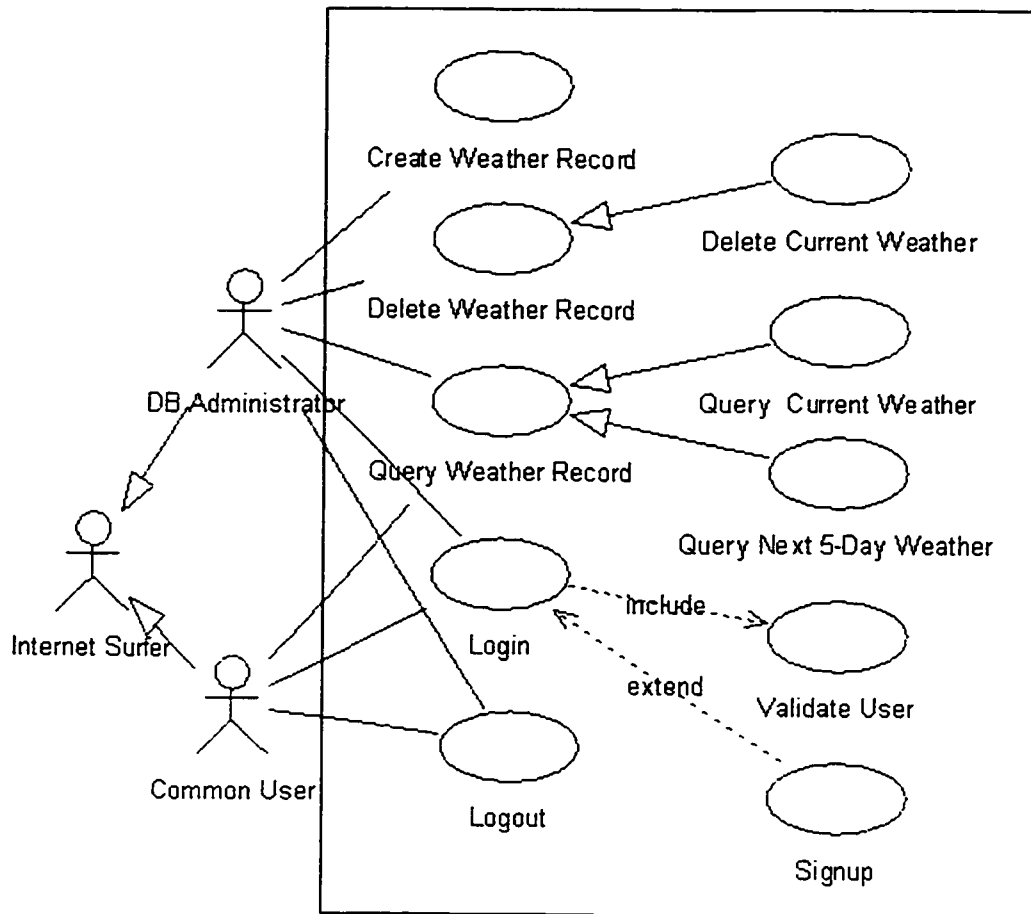 Create Weather Record
Delete Current Weather
Delete Weather Record
DB Administrator
Query Current Weather
Query Weather Record
Query Next 5-Day Weather
include
Internet Surfer
Login
extend
Validate User
Common User
Logout
Signup